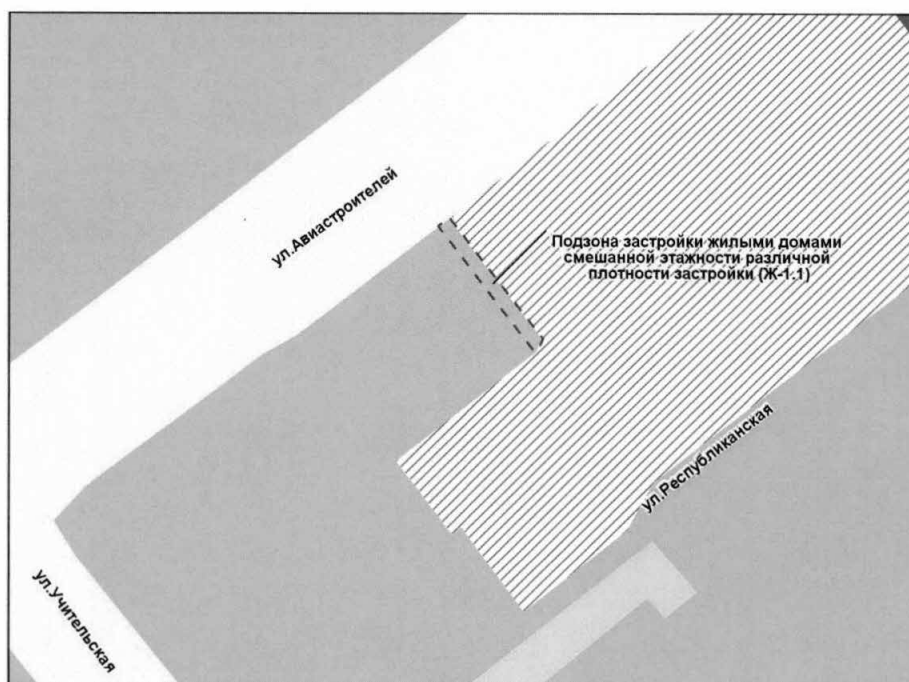 ул.Авиастроителей
Подзона застройки жилыми домами
смешанной этажности различной
плотности застройки (Ж-1.1)
ул.Республиканская
ул.Учительская